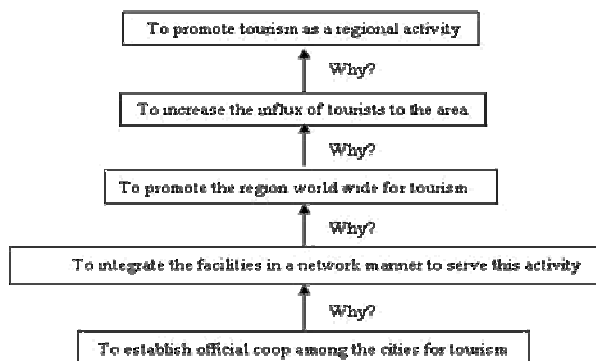 To promote tourism as a regional activity
Why?
To increase the influx of tourists to the area
Why?
To promote the region world wide for tourism
Why?
To integrate the facilities in a network manner to serve this activity
Why?
To establish official coop among the cities for tourism